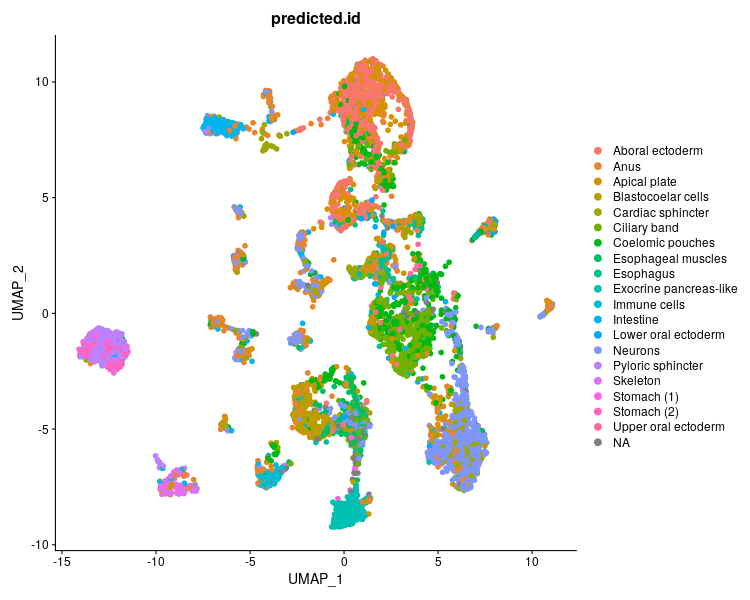 predicted.id
10
5
0
-5
-10
UMAP_2
-15
-10
-5
0
5
10
UMAP_1
Aboral ectoderm
Anus
Apical plate
Blastocoelar cells
Cardiac sphincter
Ciliary band
Coelomic pouches
Esophageal muscles
Esophagus
Exocrine pancreas-like
Immune cells
Intestine
Lower oral ectoderm
Neurons
Pyloric sphincter
Skeleton
Stomach (1)
Stomach (2)
Upper oral ectoderm
NA